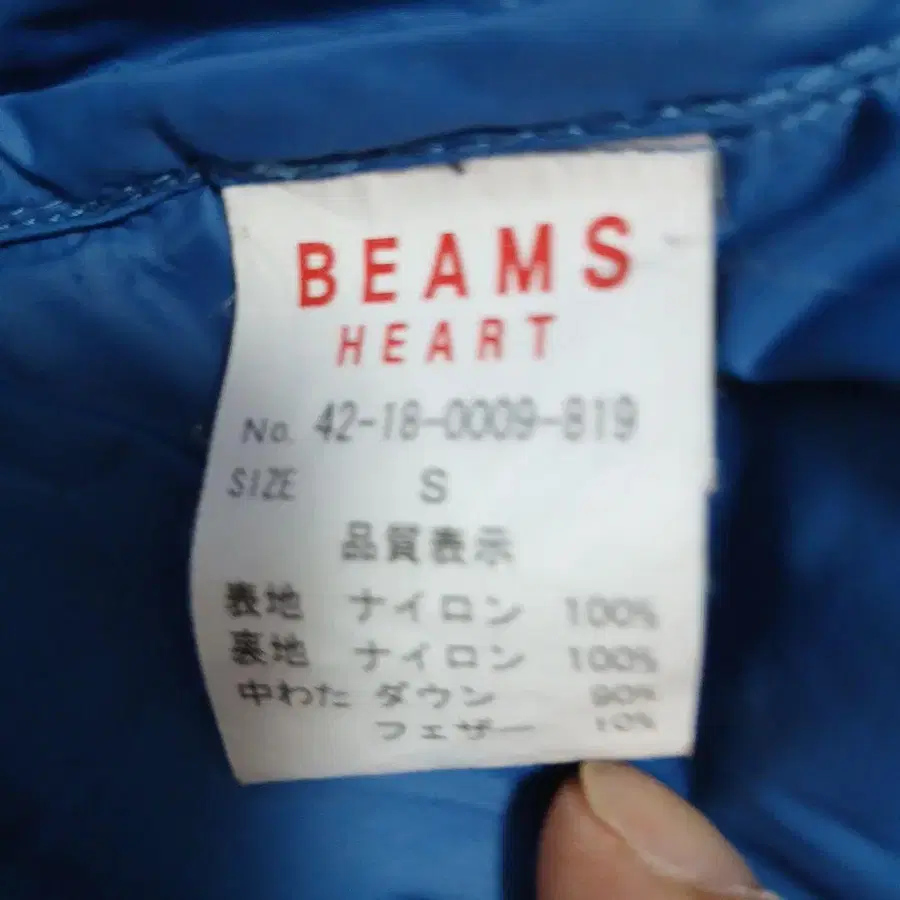 BEAMS
HEART
No. 42-18-0009-819
SIZE S
品質表示
表地 ナイロン 100%
裏地 ナイロン 100%
中わた ダウン 90%
フェザー 10%